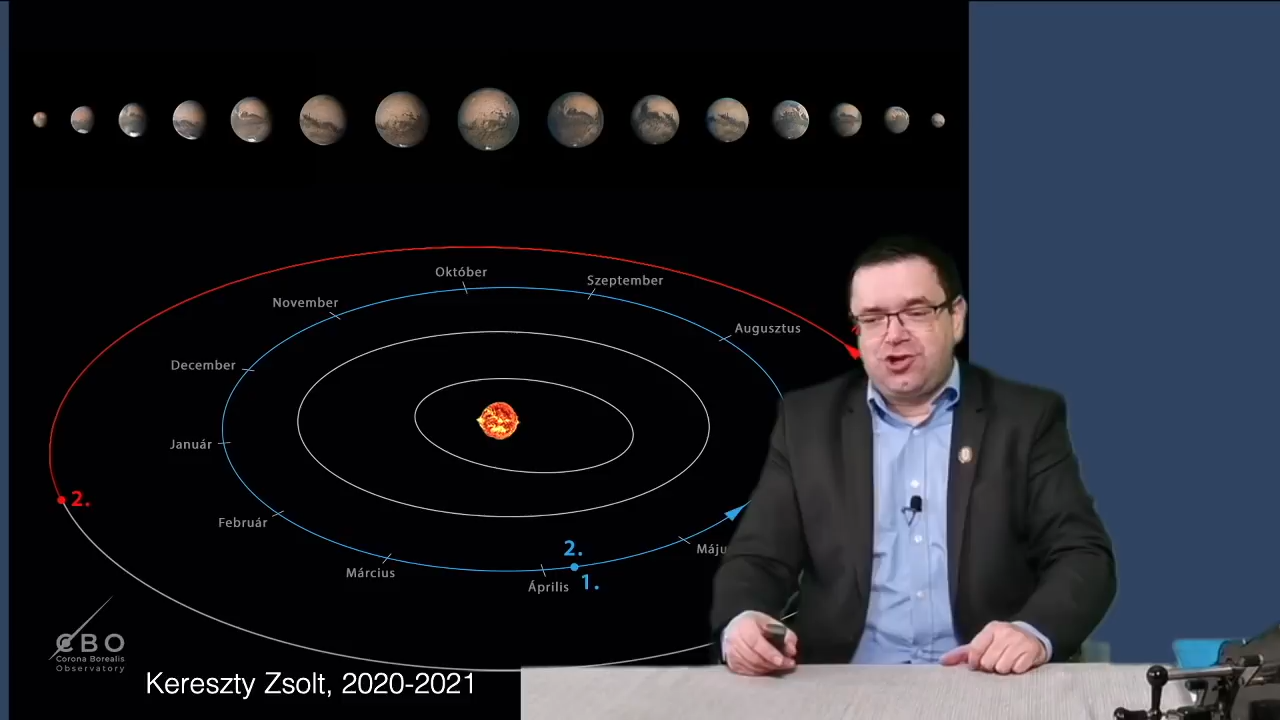 Október
Szeptember
November
Augusztus
December
Január
2.
Február
2.
Máju
Március
Április
1.
CBO
Corona Borealis
Observatory
Kereszty Zsolt, 2020-2021